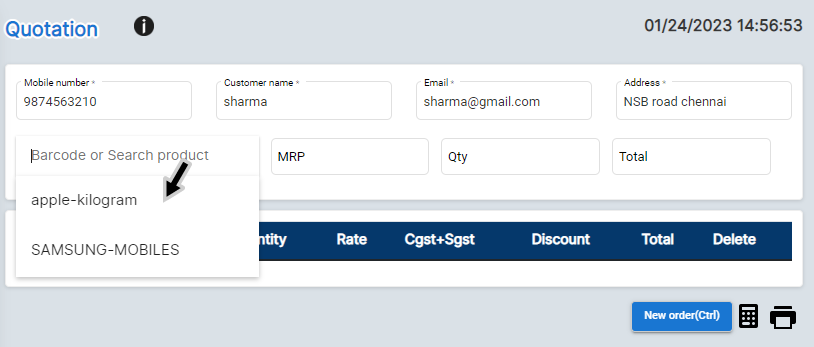 Quotation
01/24/2023 14:56:53
Mobile number * Customer name * Email * Address *
9874563210 sharma sharma@gmail.com NSB road chennai
Barcode or Search product MRP Qty Total
apple-kilogram
ntity Rate Cgst+Sgst Discount Total Delete
SAMSUNG-MOBILES
New order(Ctrl)